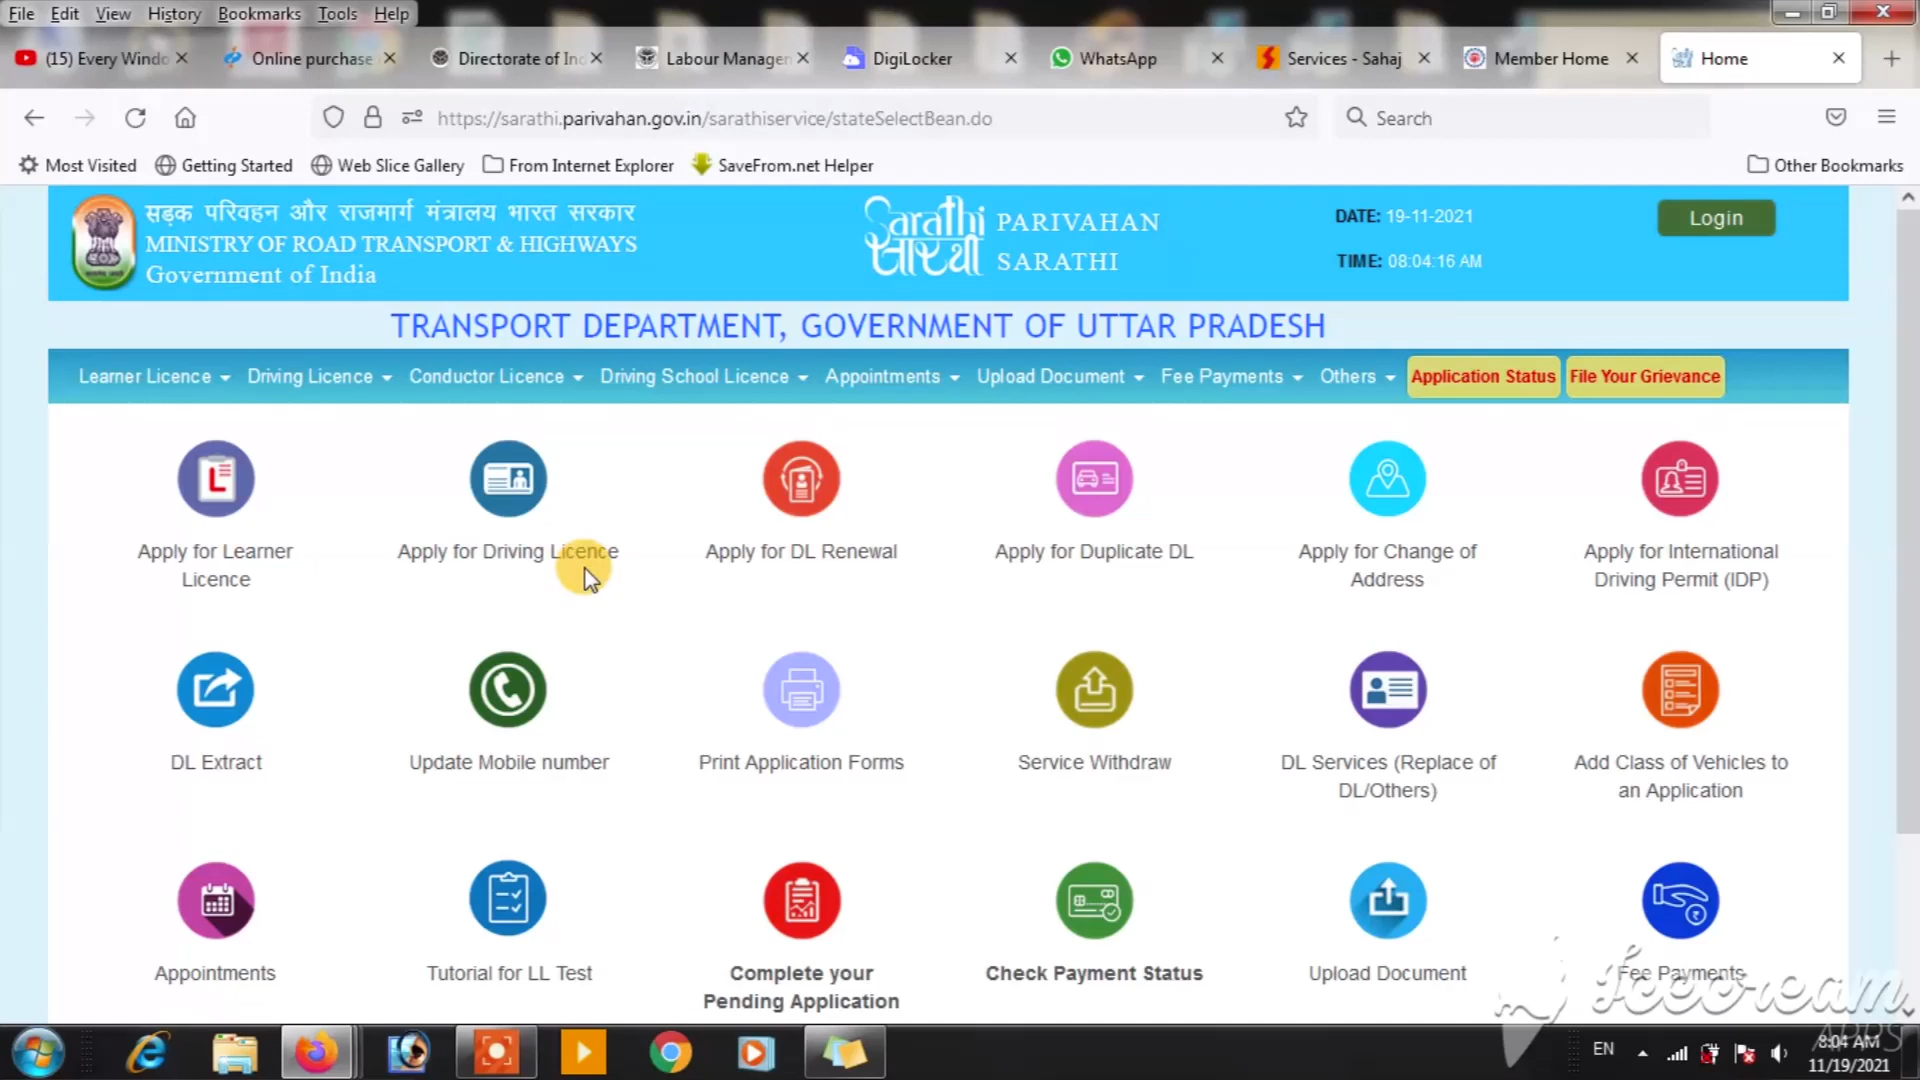 File Edit View History Bookmarks Tools Help
(15) Every Windo Online purchase Directorate of Ind Labour Manager DigiLocker WhatsApp Services - Sahaj Member Home Home
https://sarathi.parivahan.gov.in/sarathiservice/stateSelectBean.do Search
Most Visited Getting Started Web Slice Gallery From Internet Explorer SaveFrom.net Helper Other Bookmarks
सड़क परिवहन और राजमार्ग मंत्रालय भारत सरकार
MINISTRY OF ROAD TRANSPORT & HIGHWAYS
Government of India
Sarathi सारथी
PARIVAHAN
SARATHI
DATE: 19-11-2021
TIME: 08:04:16 AM
Login
TRANSPORT DEPARTMENT, GOVERNMENT OF UTTAR PRADESH
Learner Licence Driving Licence Conductor Licence Driving School Licence Appointments Upload Document Fee Payments Others Application Status File Your Grievance
L
Apply for Learner
Licence
Apply for Driving Licence
Apply for DL Renewal
Apply for Duplicate DL
Apply for Change of
Address
Apply for International
Driving Permit (IDP)
DL Extract
Update Mobile number
Print Application Forms
Service Withdraw
DL Services (Replace of
DL/Others)
Add Class of Vehicles to
an Application
Appointments
Tutorial for LL Test
Complete your
Pending Application
Check Payment Status
Upload Document
Fee Payments
Icecream
APPS
EN
8:04 AM
11/19/2021